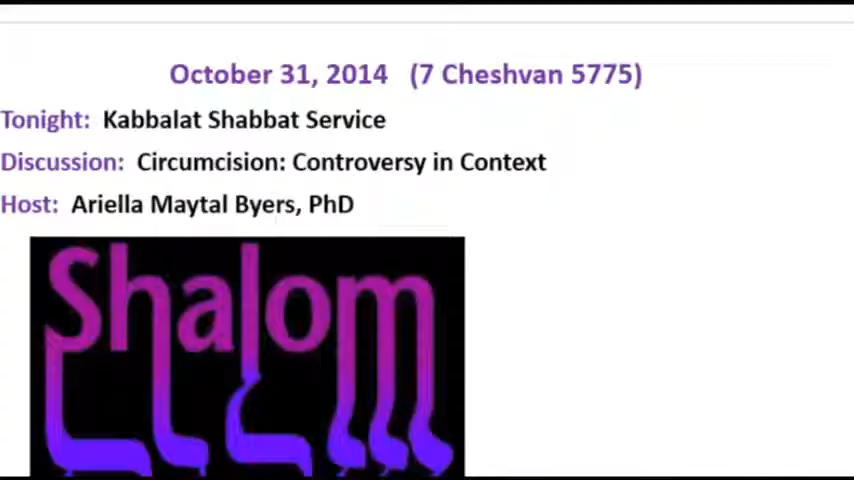 October 31, 2014 (7 Cheshvan 5775)
Tonight: Kabbalat Shabbat Service
Discussion: Circumcision: Controversy in Context
Host: Ariella Maytal Byers, PhD
Shalom